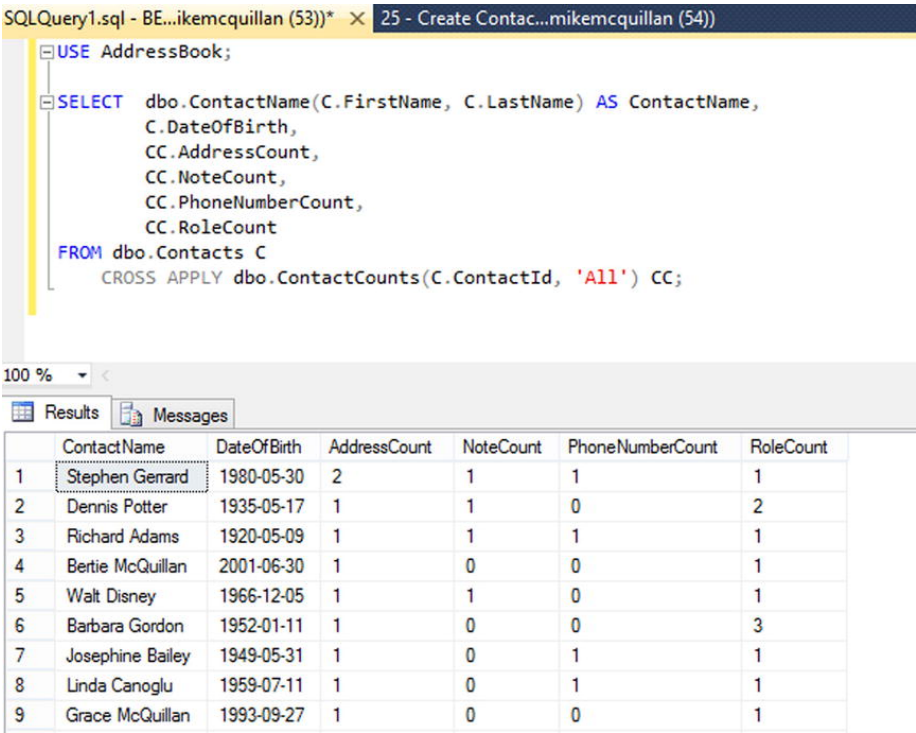 SQLQuery1.sql - BE...ikemcquillan (53))* 25 - Create Contac...mikemcquillan (54))
USE AddressBook;
SELECT dbo.ContactName(C.FirstName, C.LastName) AS ContactName,
C.DateOfBirth,
CC.AddressCount,
CC.NoteCount,
CC.PhoneNumberCount,
CC.RoleCount
FROM dbo.Contacts C
CROSS APPLY dbo.ContactCounts(C.ContactId, 'All') CC;
100 %
Results Messages
ContactName DateOfBirth AddressCount NoteCount PhoneNumberCount RoleCount
1 Stephen Gerrard 1980-05-30 2 1 1 1
2 Dennis Potter 1935-05-17 1 1 0 2
3 Richard Adams 1920-05-09 1 1 1 1
4 Bertie McQuillan 2001-06-30 1 0 0 1
5 Walt Disney 1966-12-05 1 1 0 1
6 Barbara Gordon 1952-01-11 1 0 0 3
7 Josephine Bailey 1949-05-31 1 0 1 1
8 Linda Canoglu 1959-07-11 1 0 1 1
9 Grace McQuillan 1993-09-27 1 0 0 1